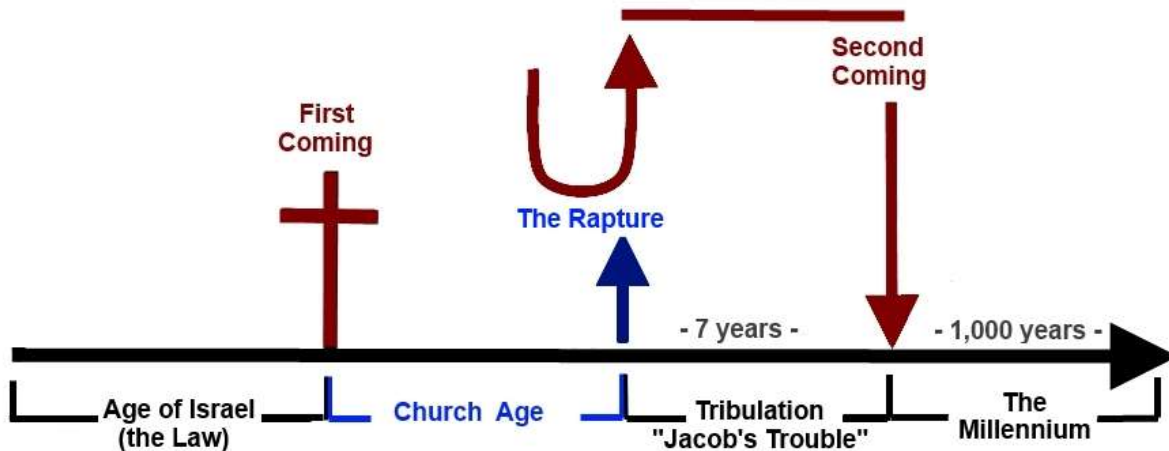 First
Coming
The Rapture
Second
Coming
- 7 years -
- 1,000 years -
Age of Israel
(the Law)
Church Age
Tribulation
"Jacob's Trouble"
The
Millennium